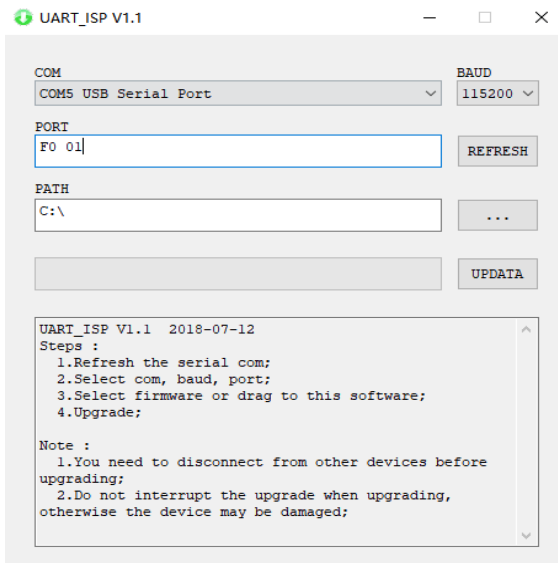 UART_ISP V1.1
COM
BAUD
COM5 USB Serial Port
115200
PORT
F0 01
REFRESH
PATH
C:\
...
UPDATA
UART_ISP V1.1  2018-07-12
Steps :
1.Refresh the serial com;
2.Select com, baud, port;
3.Select firmware or drag to this software;
4.Upgrade;
Note :
1.You need to disconnect from other devices before
upgrading;
2.Do not interrupt the upgrade when upgrading,
otherwise the device may be damaged;